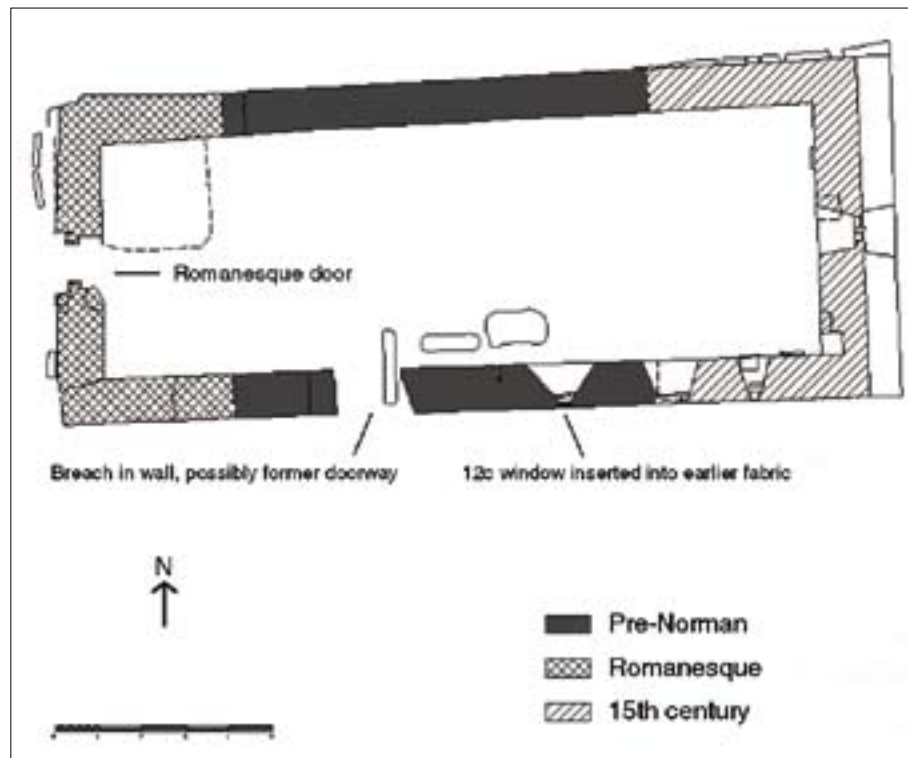 Romanesque door
Breach in wall, possibly former doorway
12c window inserted into earlier fabric
N
Pre-Norman
Romanesque
15th century